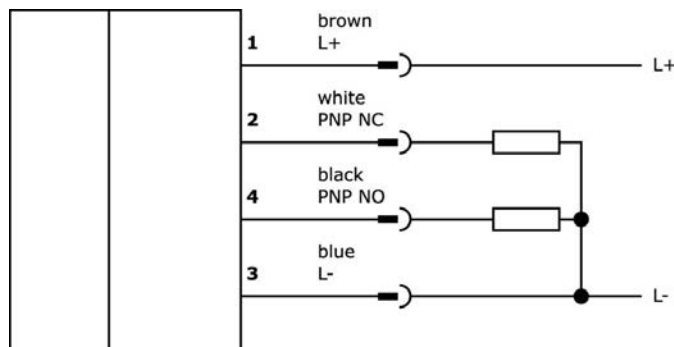 brown
1 L+
L+
white
2 PNP NC
black
4 PNP NO
blue
3 L-
L-